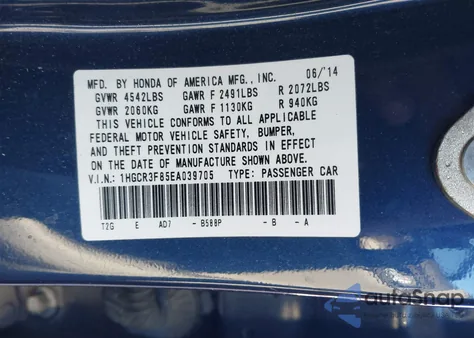 MFD. BY HONDA OF AMERICA MFG., INC. 06/'14
GVWR 4542LBS GAWR F 2491LBS R 2072LBS
GVWR 2060KG GAWR F 1130KG R 940KG
THIS VEHICLE CONFORMS TO ALL APPLICABLE
FEDERAL MOTOR VEHICLE SAFETY, BUMPER,
AND THEFT PREVENTION STANDARDS IN EFFECT
ON THE DATE OF MANUFACTURE SHOWN ABOVE.
V.I.N.: 1HGCR3F85EA039705 TYPE: PASSENGER CAR
T2G E AD7 - B588P - B - A
autoSnap